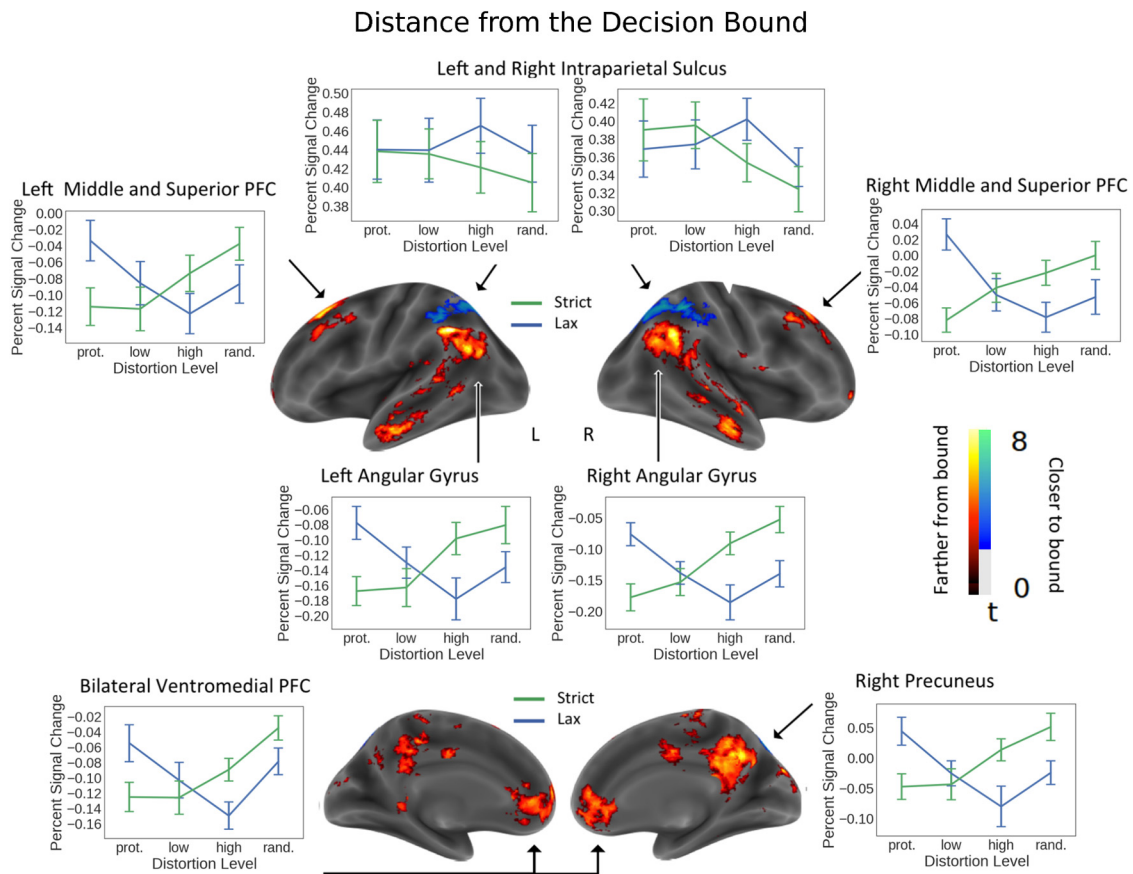 Distance from the Decision Bound
Left and Right Intraparietal Sulcus
Percent Signal Change
0.50
0.48
0.46
0.44
0.42
0.40
0.38
prot. low high rand.
Distortion Level
Percent Signal Change
0.42
0.40
0.38
0.36
0.34
0.32
0.30
prot. low high rand.
Distortion Level
Left Middle and Superior PFC
Percent Signal Change
0.00
−0.02
−0.04
−0.06
−0.08
−0.10
−0.12
−0.14
prot. low high rand.
Distortion Level
Right Middle and Superior PFC
Percent Signal Change
0.04
0.02
0.00
−0.02
−0.04
−0.06
−0.08
−0.10
prot. low high rand.
Distortion Level
Strict
Lax
L R
Left Angular Gyrus
Percent Signal Change
−0.06
−0.08
−0.10
−0.12
−0.14
−0.16
−0.18
−0.20
prot. low high rand.
Distortion Level
Right Angular Gyrus
Percent Signal Change
−0.05
−0.10
−0.15
−0.20
prot. low high rand.
Distortion Level
Farther from bound
8
0
t
Closer to bound
Bilateral Ventromedial PFC
Percent Signal Change
−0.02
−0.04
−0.06
−0.08
−0.10
−0.12
−0.14
−0.16
prot. low high rand.
Distortion Level
Strict
Lax
Right Precuneus
Percent Signal Change
0.05
0.00
−0.05
−0.10
prot. low high rand.
Distortion Level